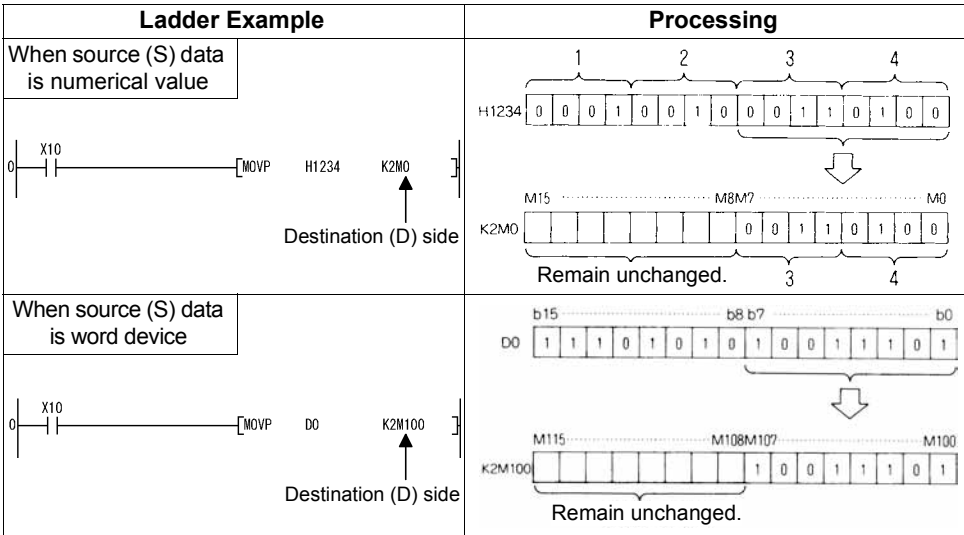 Ladder Example
Processing
When source (S) data
is numerical value
0 X10
MOVP H1234 K2M0
Destination (D) side
1 2 3 4
H1234 0 0 0 1 0 0 1 0 0 0 1 1 0 1 0 0
M15 M8M7 M0
K2M0 0 0 1 1 0 1 0 0
Remain unchanged. 3 4
When source (S) data
is word device
0 X10
MOVP D0 K2M100
Destination (D) side
b15 b8 b7 b0
D0 1 1 1 0 1 0 1 0 1 0 0 1 1 1 0 1
M115 M108M107 M100
K2M100 1 0 0 1 1 1 0 1
Remain unchanged.